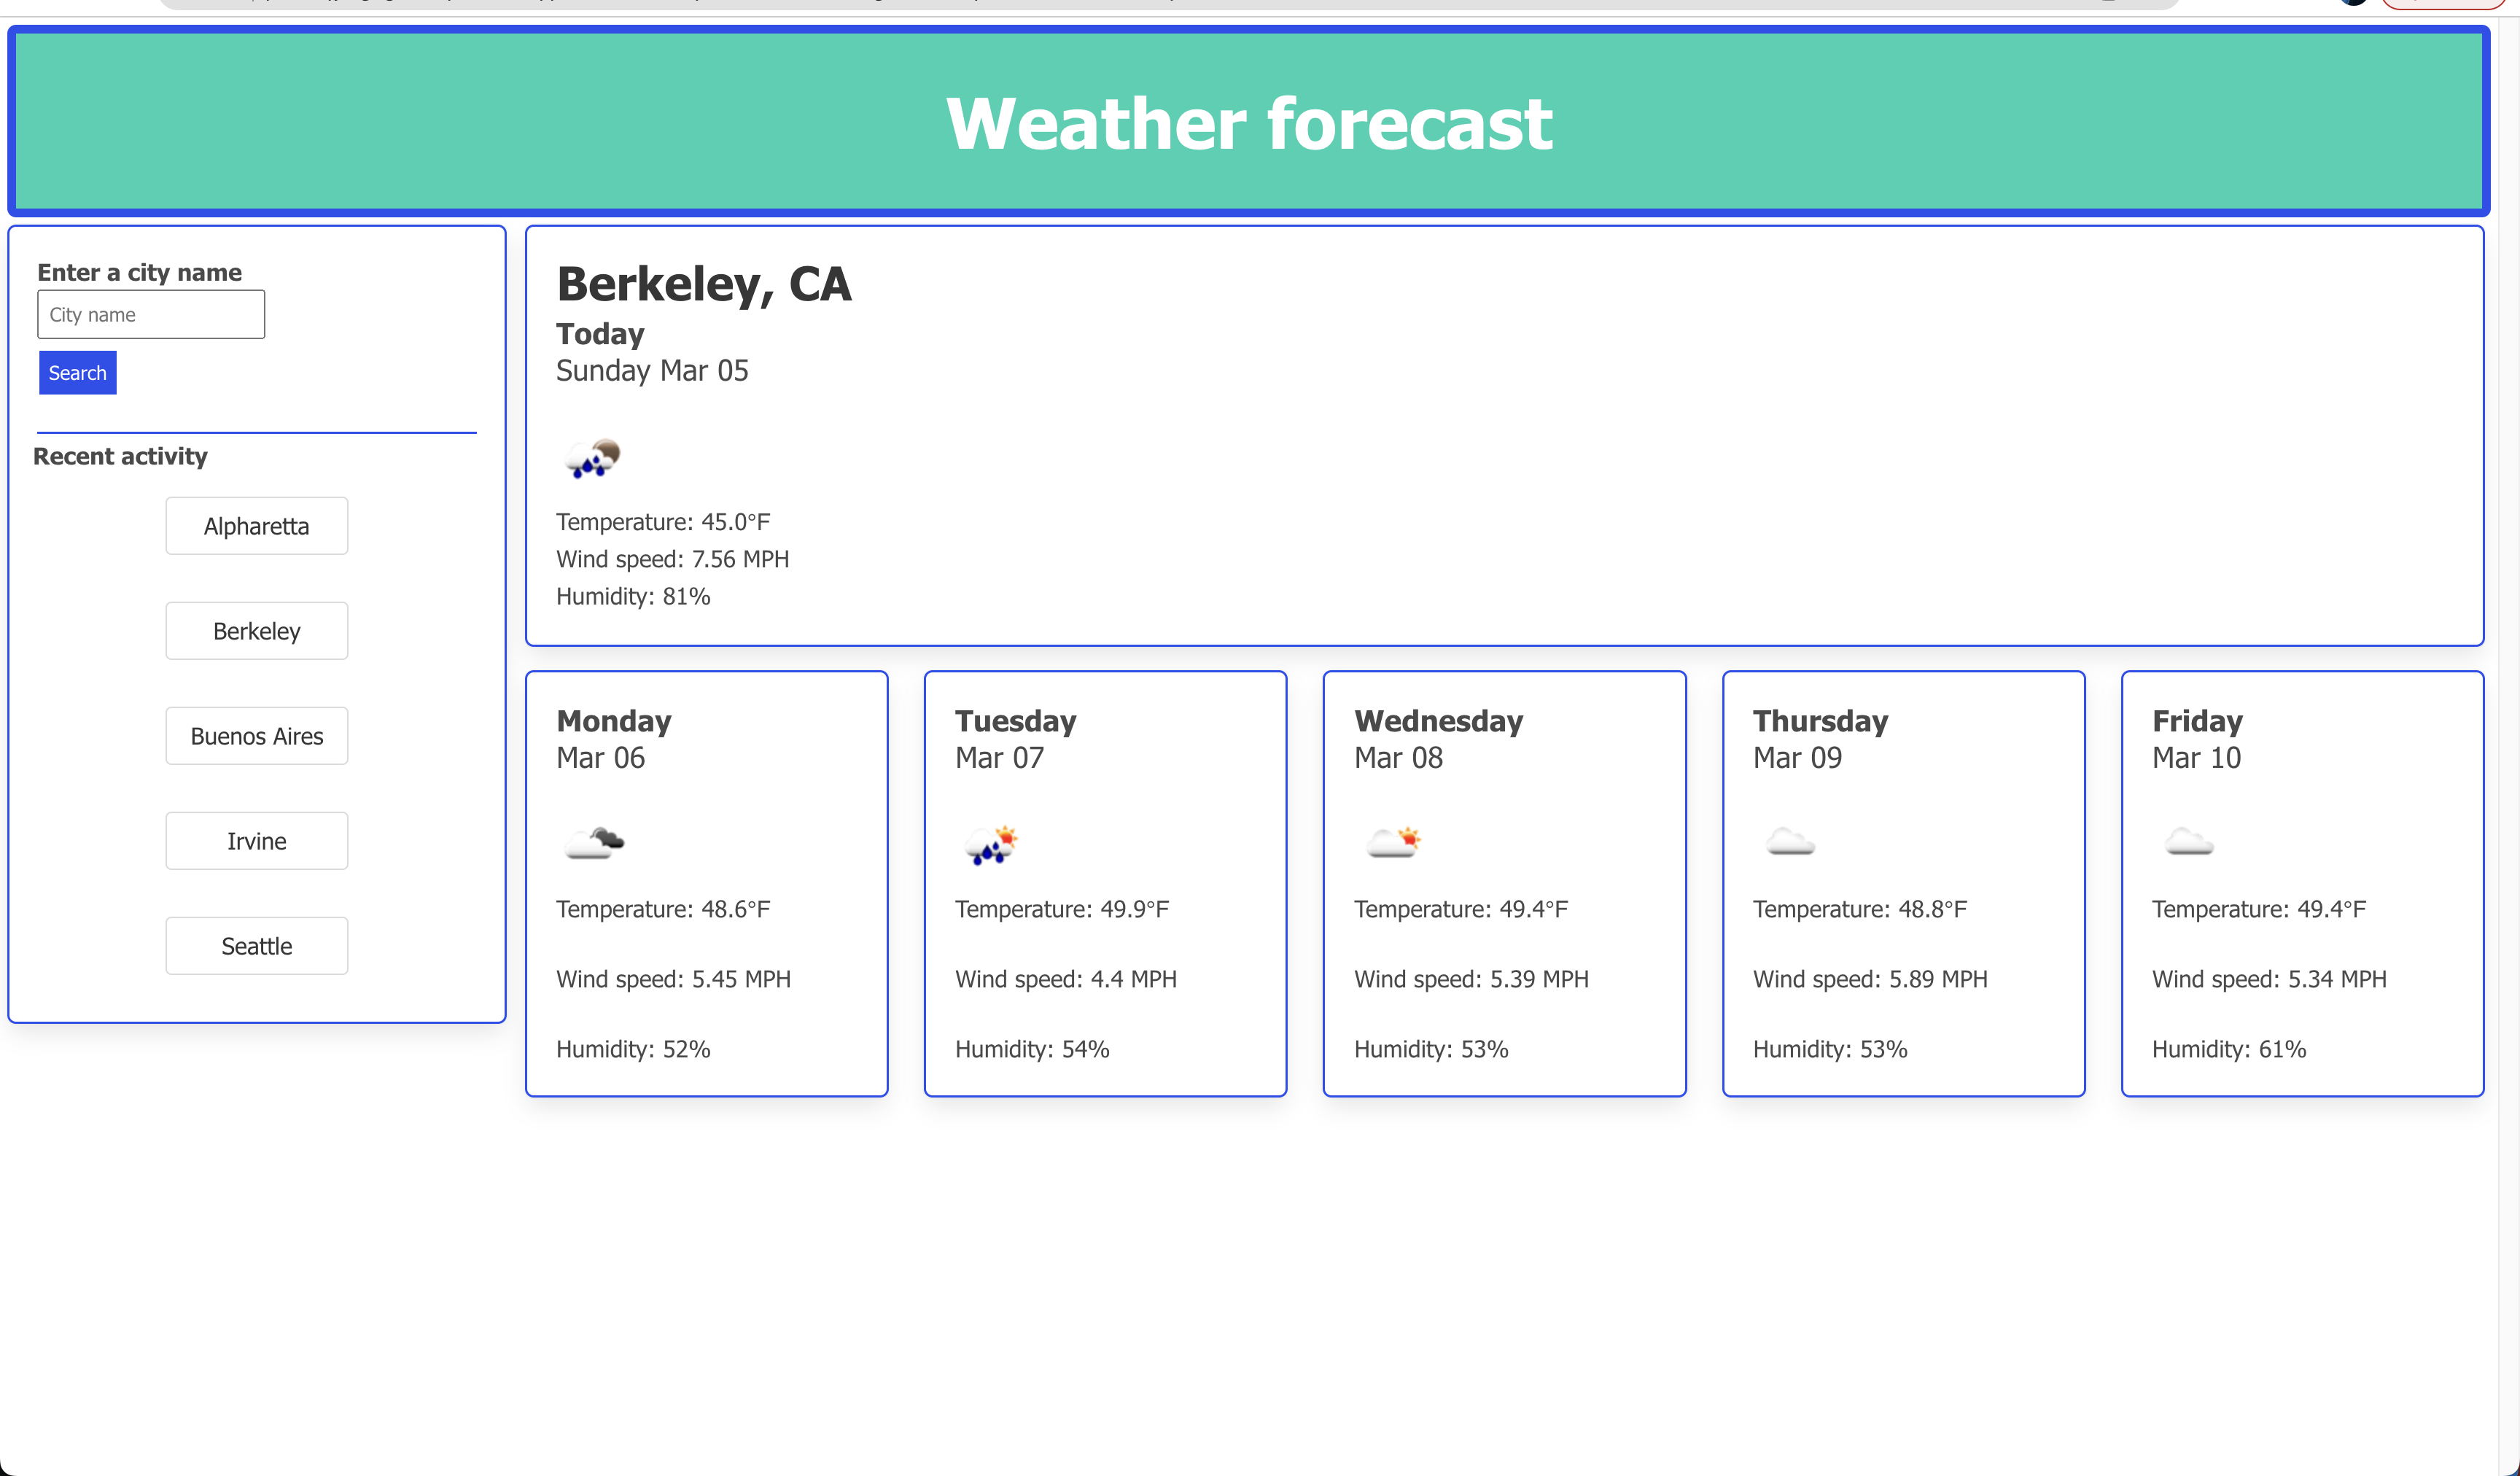 Weather forecast
Enter a city name
City name
Search
Recent activity
Alpharetta
Berkeley
Buenos Aires
Irvine
Seattle
Berkeley, CA
Today
Sunday Mar 05
Temperature: 45.0°F
Wind speed: 7.56 MPH
Humidity: 81%
Monday
Mar 06
Temperature: 48.6°F
Wind speed: 5.45 MPH
Humidity: 52%
Tuesday
Mar 07
Temperature: 49.9°F
Wind speed: 4.4 MPH
Humidity: 54%
Wednesday
Mar 08
Temperature: 49.4°F
Wind speed: 5.39 MPH
Humidity: 53%
Thursday
Mar 09
Temperature: 48.8°F
Wind speed: 5.89 MPH
Humidity: 53%
Friday
Mar 10
Temperature: 49.4°F
Wind speed: 5.34 MPH
Humidity: 61%